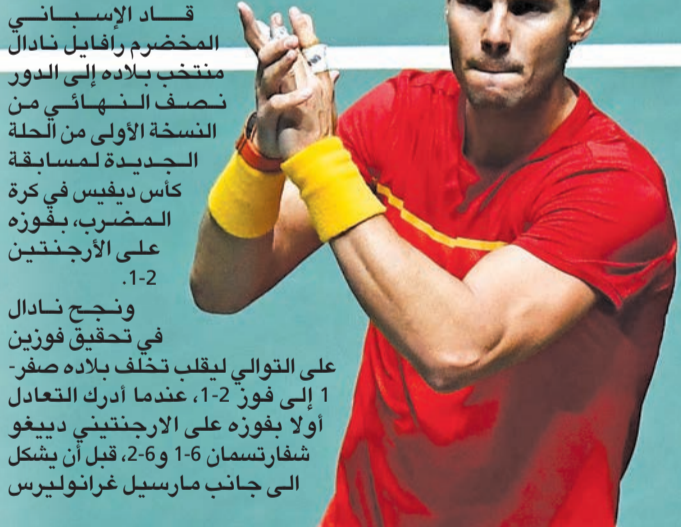 قاد الإسباني
المخضرم رافايل نادال
منتخب بلاده إلى الدور
نصف النهائي من
النسخة الأولى من الحلة
الجديدة لمسابقة
كأس ديفيس في كرة
المضرب، بفوزه
على الأرجنتين
2-1.
ونجح نادال
في تحقيق فوزين
على التوالي ليقلب تخلف بلاده صفر-
1 إلى فوز 2-1، عندما أدرك التعادل
أولا بفوزه على الارجنتيني دييغو
شفارتسمان 6-1 و6-2، قبل أن يشكل
الى جانب مارسيل غرانوليرس